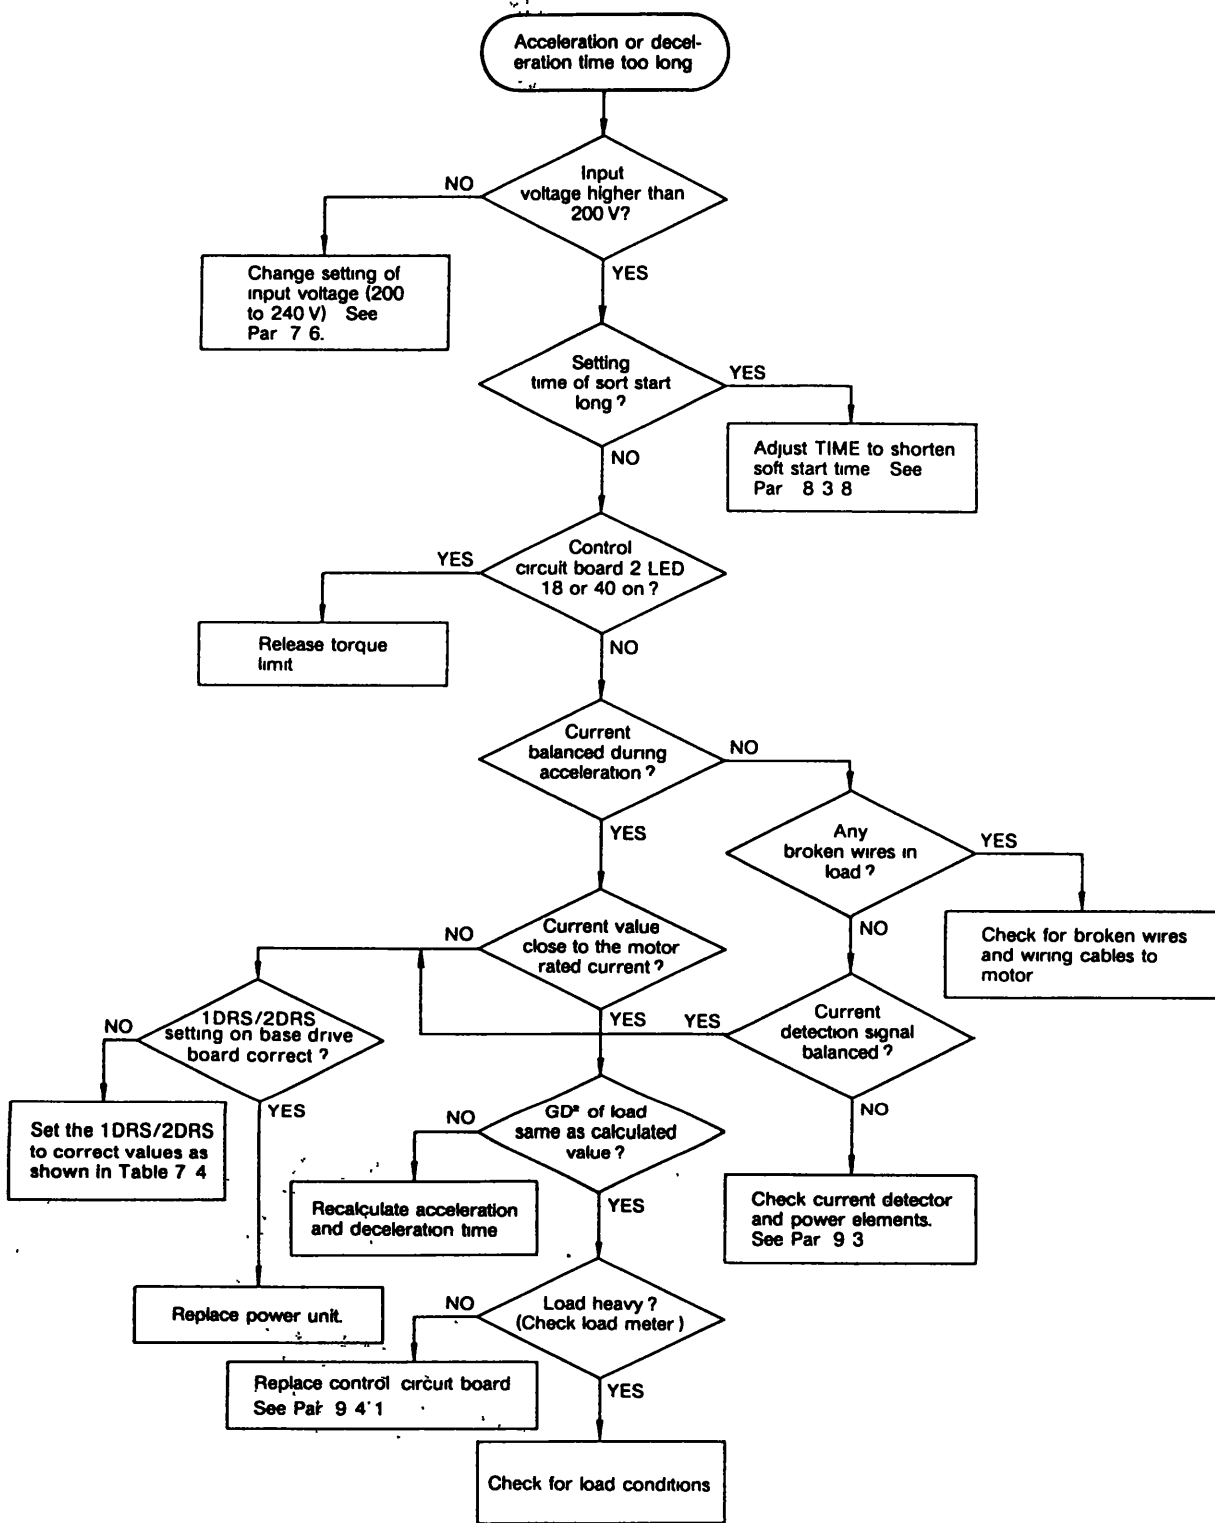 Acceleration or decel-
eration time too long
Input
voltage higher than
200 V?
NO
YES
Change setting of
input voltage (200
to 240 V) See
Par 7 6.
Setting
time of sort start
long ?
YES
NO
Adjust TIME to shorten
soft start time See
Par 8 3 8
Control
circuit board 2 LED
18 or 40 on ?
YES
NO
Release torque
limit
Current
balanced during
acceleration ?
NO
YES
Any
broken wires in
load ?
YES
NO
Check for broken wires
and wiring cables to
motor
Current value
close to the motor
rated current ?
NO
YES
Current
detection signal
balanced ?
YES
NO
1DRS/2DRS
setting on base drive
board correct ?
NO
YES
Set the 1DRS/2DRS
to correct values as
shown in Table 7 4
GD² of load
same as calculated
value ?
NO
YES
Check current detector
and power elements.
See Par 9 3
Recalculate acceleration
and deceleration time
Replace power unit.
Load heavy ?
(Check load meter )
NO
YES
Replace control circuit board
See Par 9 4 1
Check for load conditions